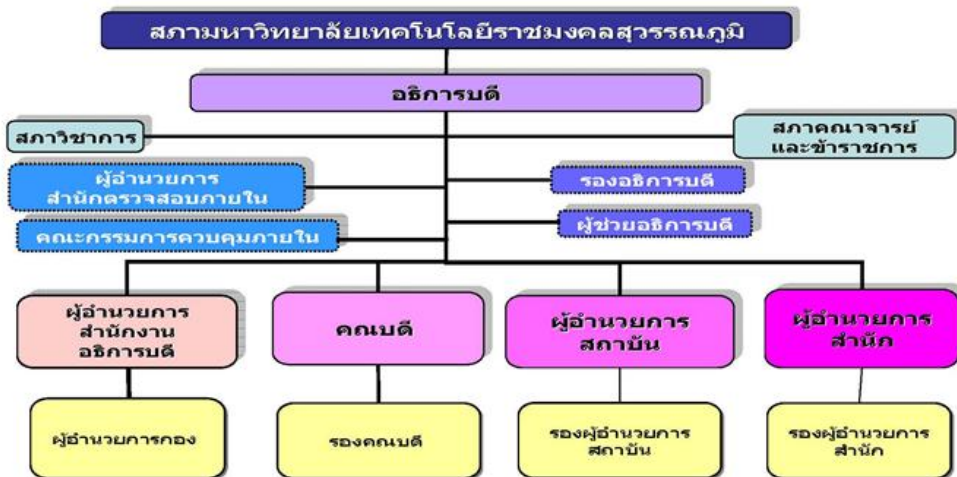 สภามหาวิทยาลัยเทคโนโลยีราชมงคลสุวรรณภูมิ
อธิการบดี
สภาวิชาการ
สภาคณาจารย์
และข้าราชการ
ผู้อำนวยการ
สำนักตรวจสอบภายใน
รองอธิการบดี
คณะกรรมการควบคุมภายใน
ผู้ช่วยอธิการบดี
ผู้อำนวยการ
สำนักงาน
อธิการบดี
คณบดี
ผู้อำนวยการ
สถาบัน
ผู้อำนวยการ
สำนัก
ผู้อำนวยการกอง
รองคณบดี
รองผู้อำนวยการ
สถาบัน
รองผู้อำนวยการ
สำนัก